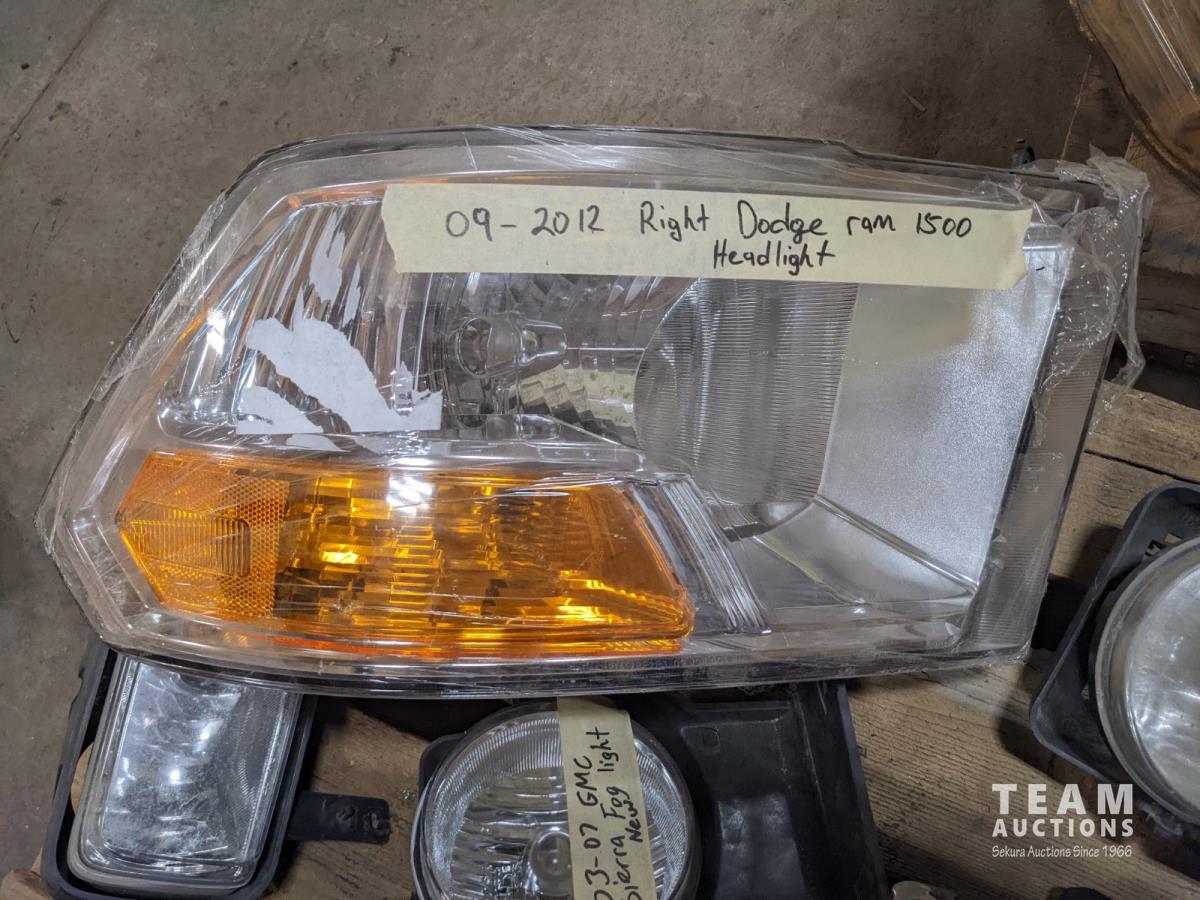 09-2012 Right Dodge ram 1500
Headlight
03-07 GMC
Sierra Fog light
New
TEAM
AUCTIONS
Sekura Auctions Since 1966